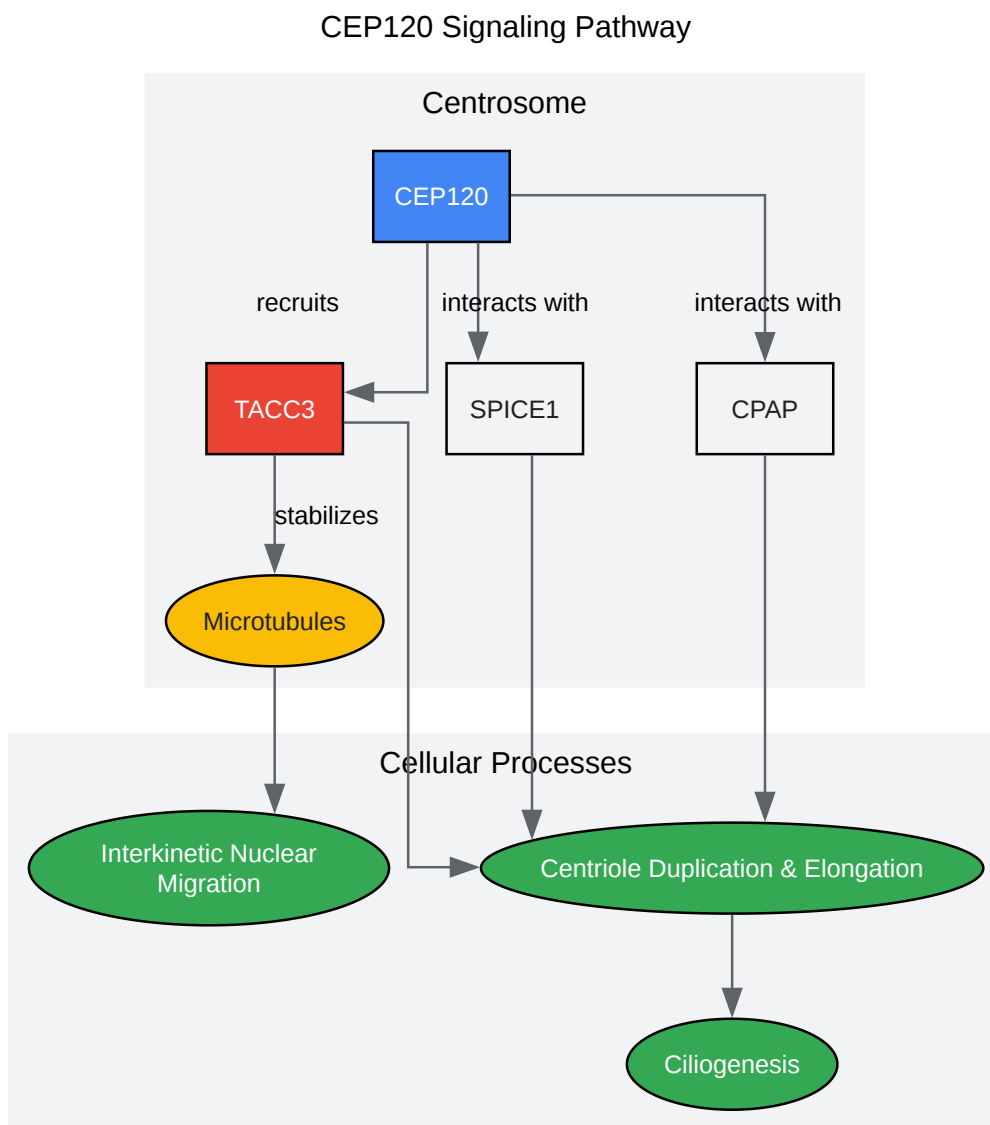 CEP120 Signaling Pathway
Centrosome
CEP120
recruits
interacts with
interacts with
TACC3
SPICE1
CPAP
stabilizes
Microtubules
Cellular Processes
Interkinetic Nuclear
Migration
Centriole Duplication & Elongation
Ciliogenesis